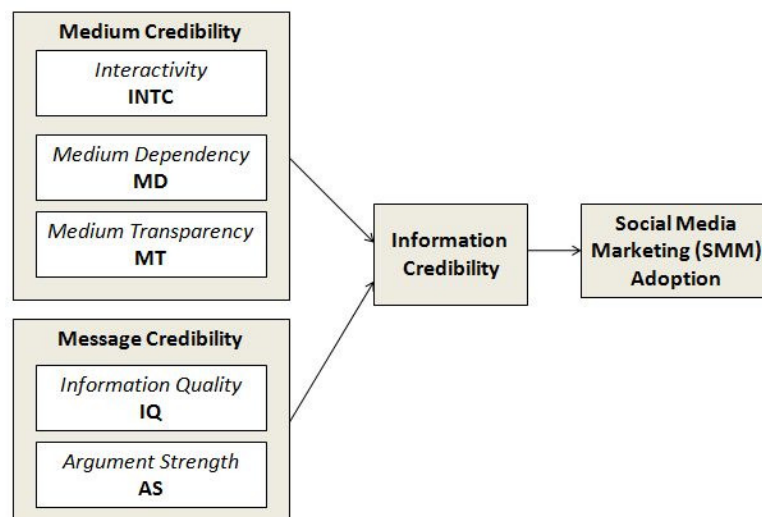 Medium Credibility
Interactivity
INTC
Medium Dependency
MD
Medium Transparency
MT
Message Credibility
Information Quality
IQ
Argument Strength
AS
Information
Credibility
Social Media
Marketing (SMM)
Adoption